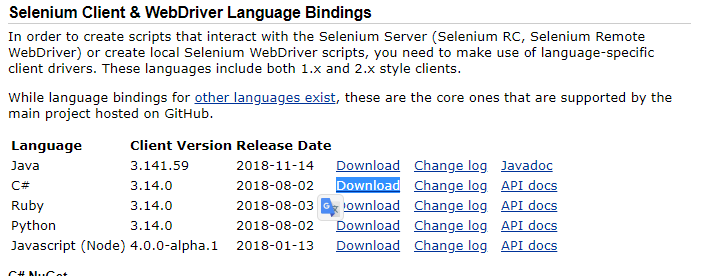 Selenium Client & WebDriver Language Bindings
In order to create scripts that interact with the Selenium Server (Selenium RC, Selenium Remote
WebDriver) or create local Selenium WebDriver scripts, you need to make use of language-specific
client drivers. These languages include both 1.x and 2.x style clients.
While language bindings for other languages exist, these are the core ones that are supported by the
main project hosted on GitHub.
Language Client Version Release Date
Java 3.141.59 2018-11-14 Download Change log Javadoc
C# 3.14.0 2018-08-02 Download Change log API docs
Ruby 3.14.0 2018-08-03 Download Change log API docs
Python 3.14.0 2018-08-02 Download Change log API docs
Javascript (Node) 4.0.0-alpha.1 2018-01-13 Download Change log API docs
C# NuGet